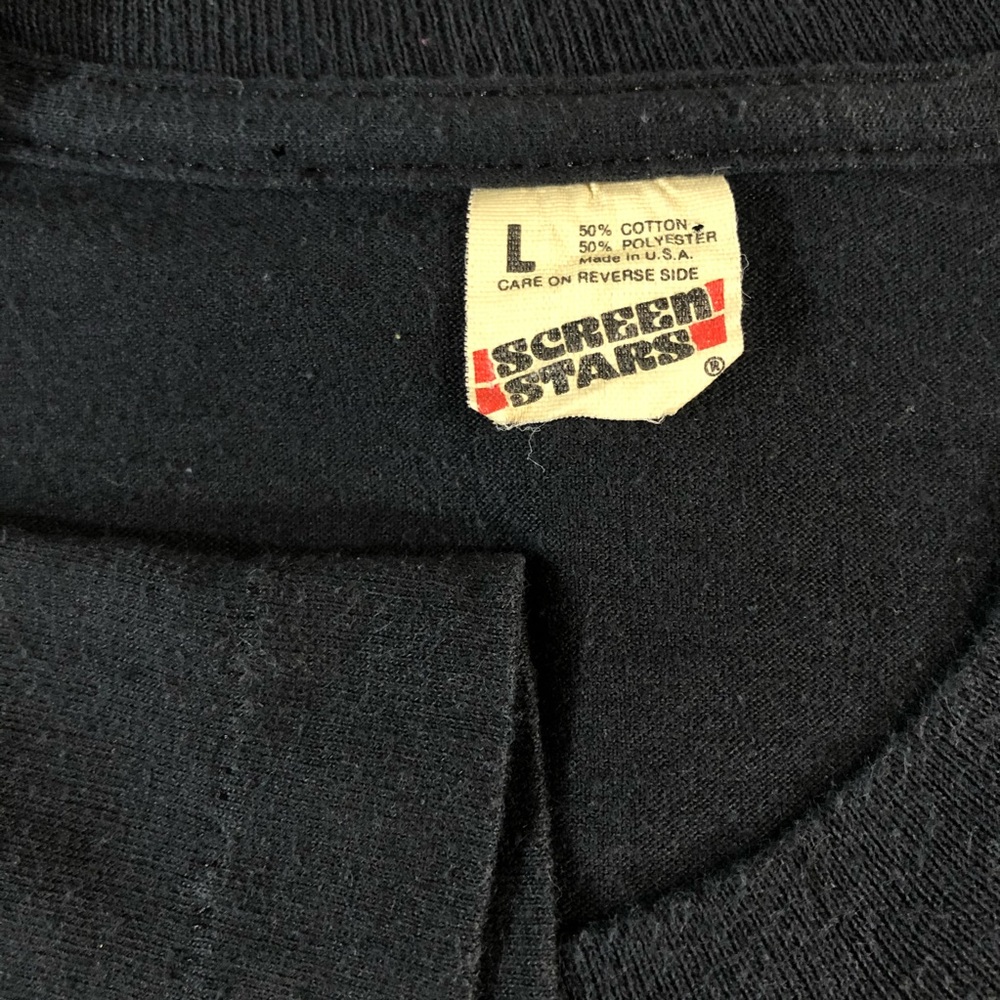 L
50% COTTON
50% POLYESTER
Made in U.S.A.
CARE ON REVERSE SIDE
SCREEN
STARS
®